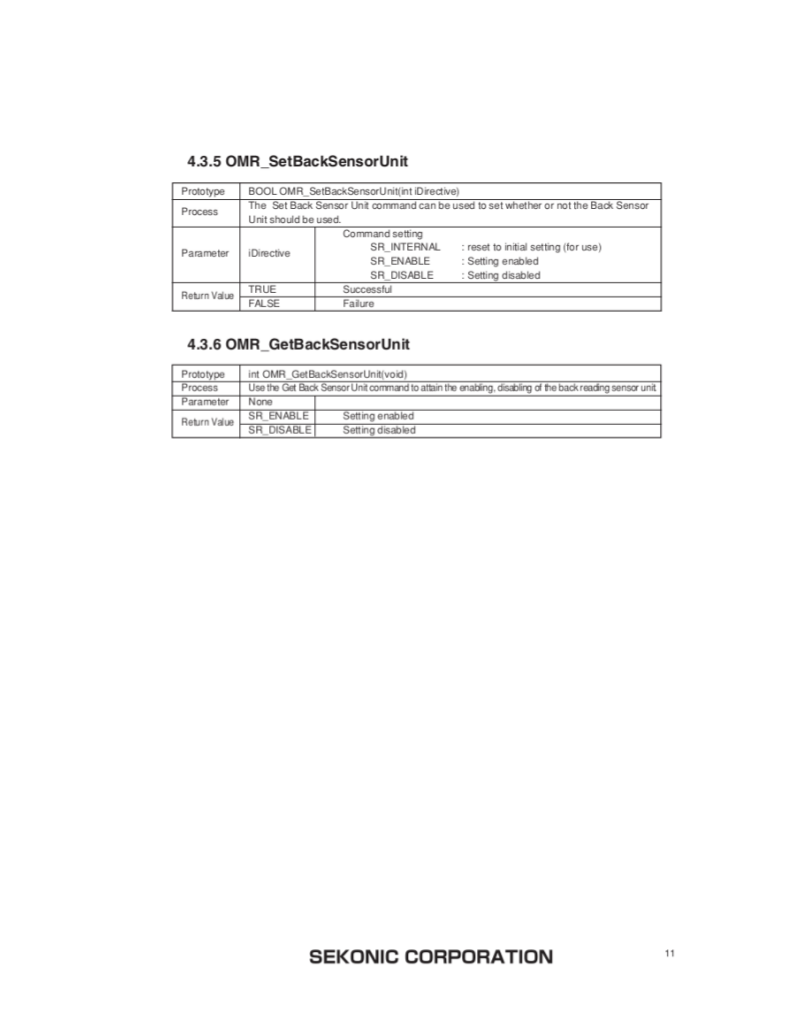 4.3.5 OMR_SetBackSensorUnit
Prototype BOOL OMR_SetBackSensorUnit(int iDirective)
Process The Set Back Sensor Unit command can be used to set whether or not the Back Sensor
Unit should be used.
Command setting
Parameter iDirective SR_INTERNAL : reset to initial setting (for use)
SR_ENABLE : Setting enabled
SR_DISABLE : Setting disabled
Return Value TRUE Successful
FALSE Failure
4.3.6 OMR_GetBackSensorUnit
Prototype int OMR_GetBackSensorUnit(void)
Process Use the Get Back Sensor Unit command to attain the enabling, disabling of the back reading sensor unit
Parameter None
Return Value SR_ENABLE Setting enabled
SR_DISABLE Setting disabled
SEKONIC CORPORATION 11